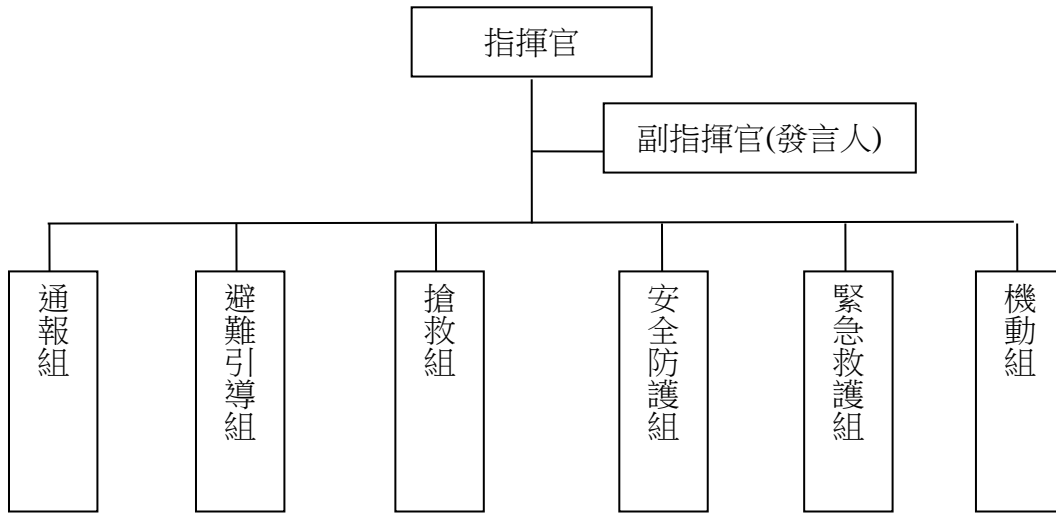 指揮官
副指揮官(發言人)
通報組
避難引導組
搶救組
安全防護組
緊急救護組
機動組